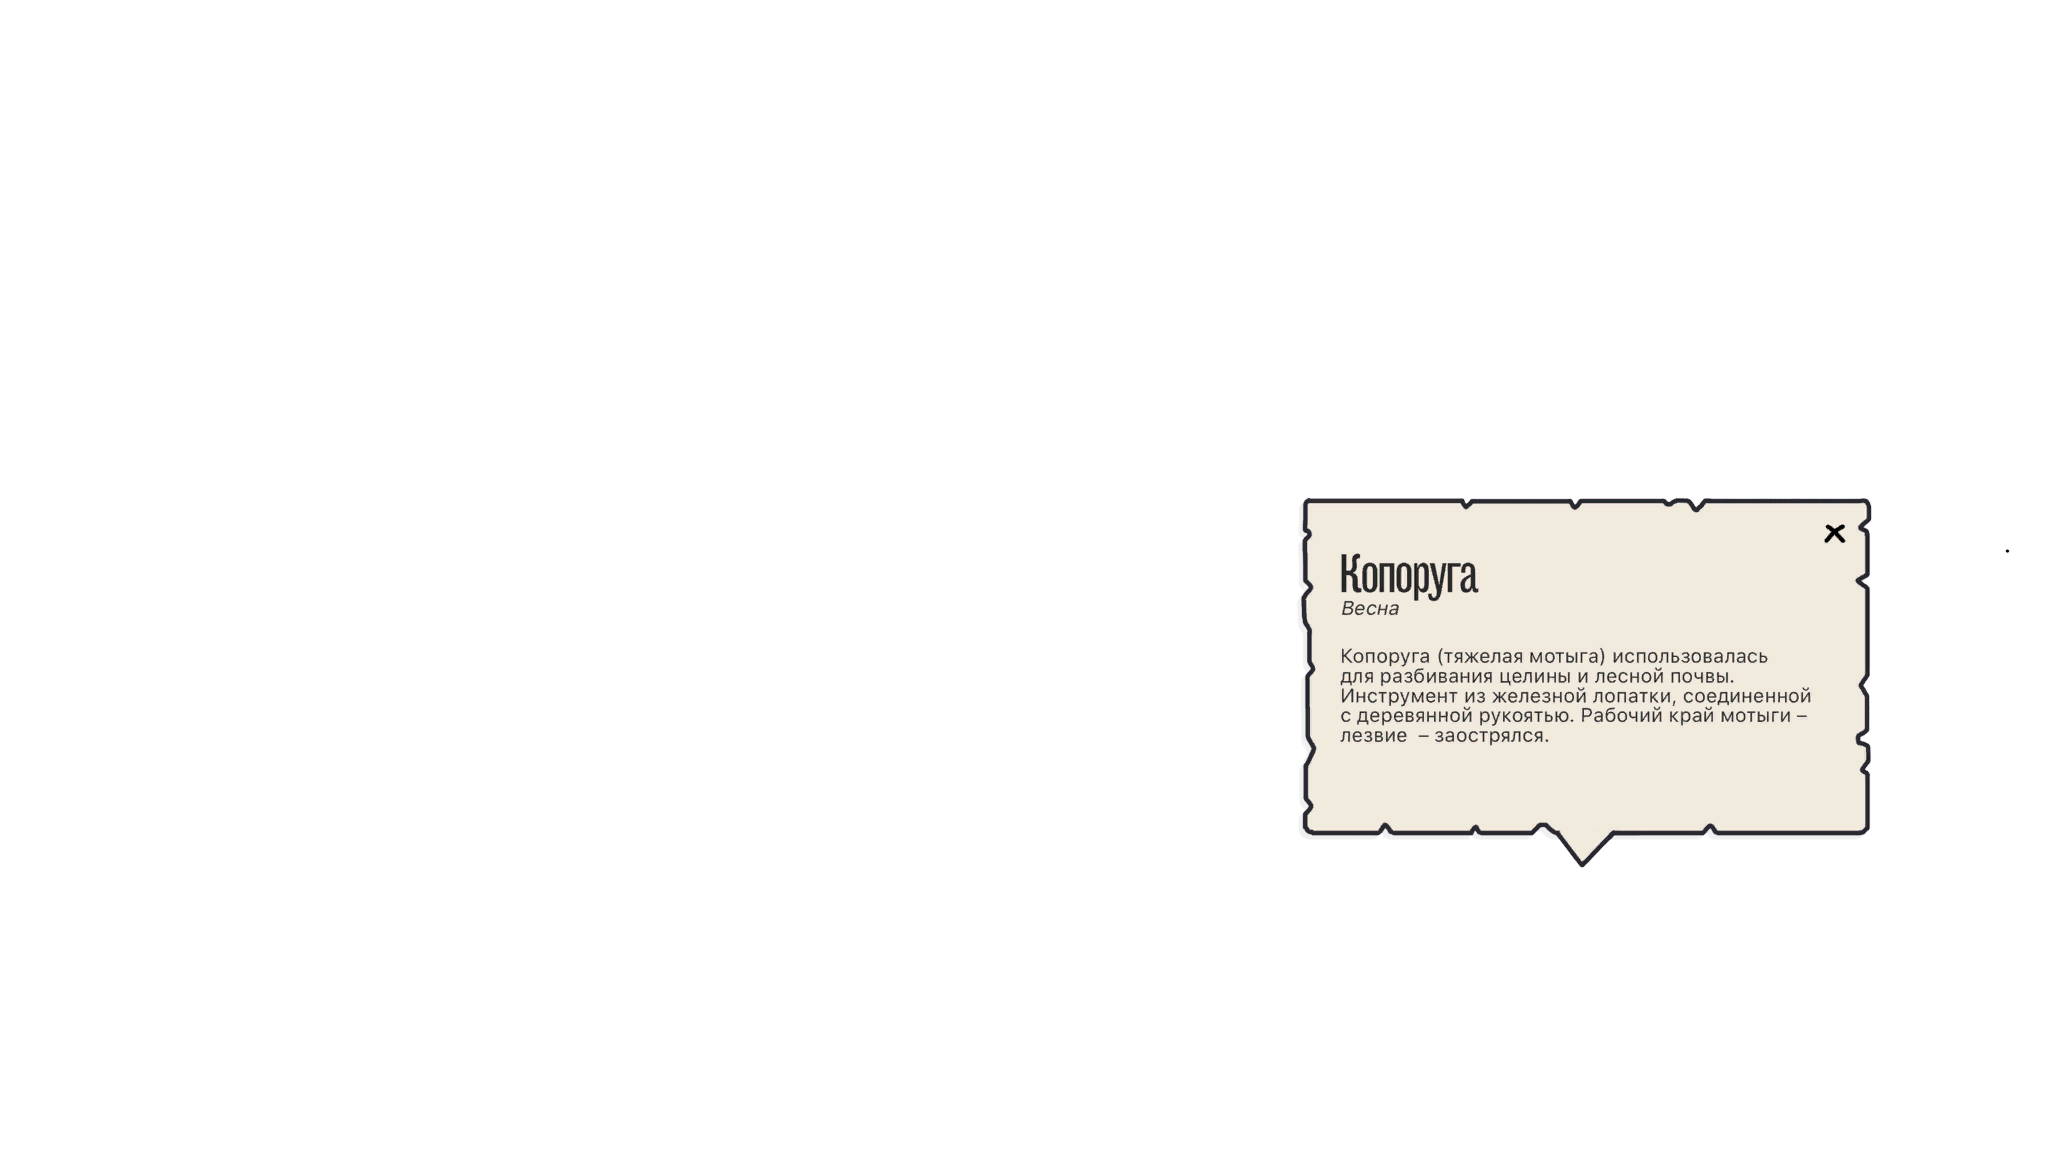 Копоруга
Весна
Копоруга (тяжелая мотыга) использовалась
для разбивания целины и лесной почвы.
Инструмент из железной лопатки, соединенной
с деревянной рукоятью. Рабочий край мотыги –
лезвие – заострялся.